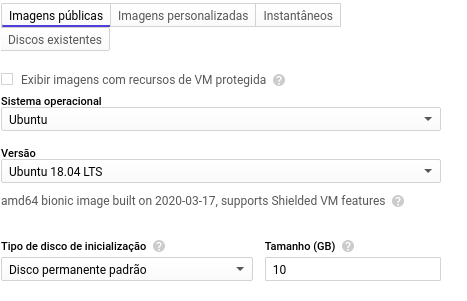 Imagens públicas Imagens personalizadas Instantâneos
Discos existentes
Exibir imagens com recursos de VM protegida ?
Sistema operacional
Ubuntu
Versão
Ubuntu 18.04 LTS
amd64 bionic image built on 2020-03-17, supports Shielded VM features ?
Tipo de disco de inicialização ? Tamanho (GB) ?
Disco permanente padrão 10